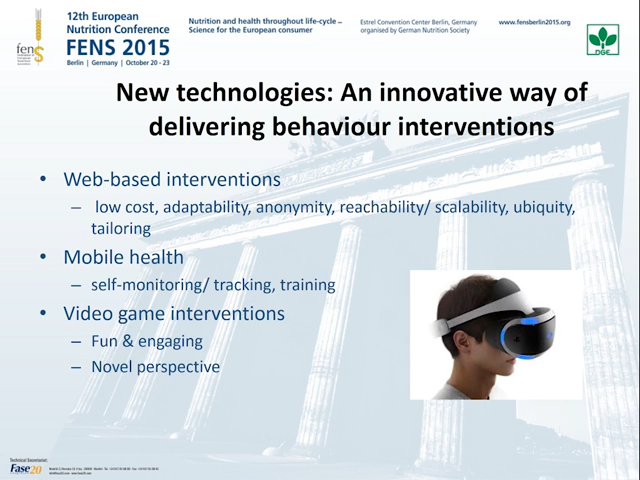 12th European
Nutrition Conference
FENS 2015
Berlin | Germany | October 20 - 23
fens
Nutrition and health throughout life-cycle –
Science for the European consumer
Estrel Convention Center Berlin, Germany
organised by German Nutrition Society
www.fensberlin2015.org
DGE
New technologies: An innovative way of
delivering behaviour interventions
• Web-based interventions
– low cost, adaptability, anonymity, reachability/ scalability, ubiquity,
tailoring
• Mobile health
– self-monitoring/ tracking, training
• Video game interventions
– Fun & engaging
– Novel perspective
Technical Secretariat:
Fase20